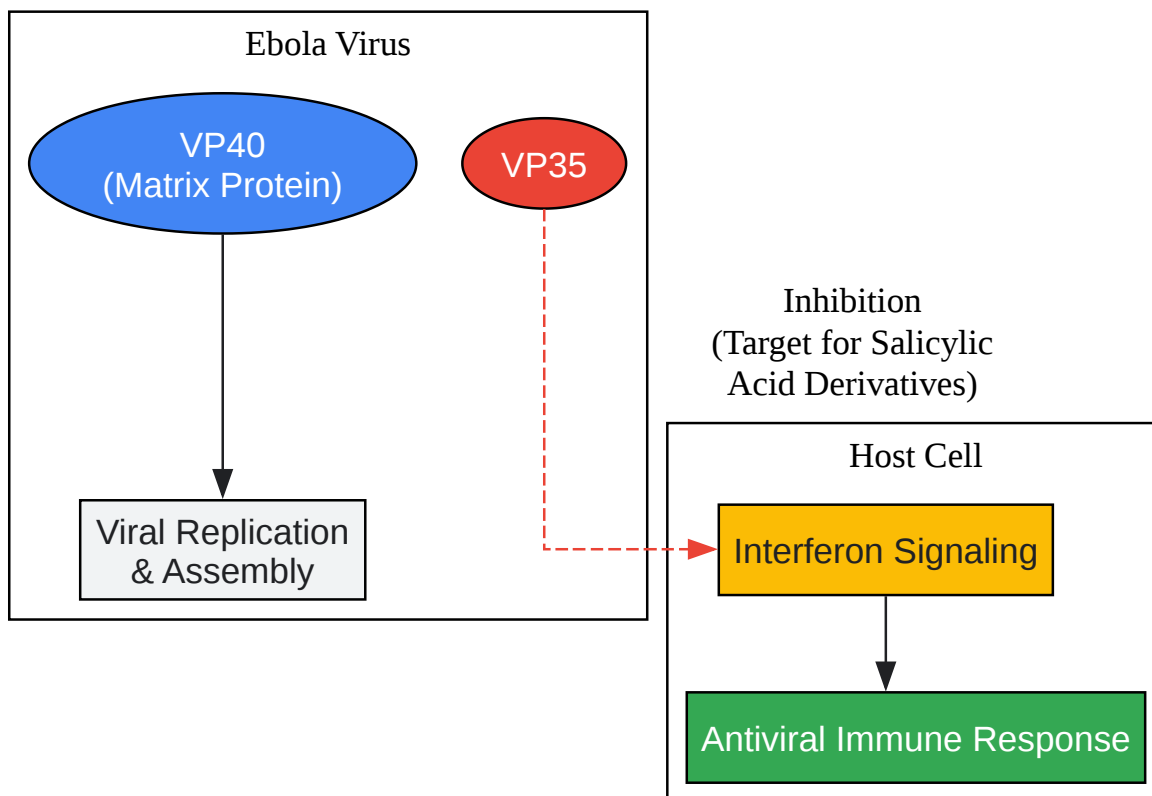 Ebola Virus
VP40
(Matrix Protein)
VP35
Viral Replication
& Assembly
Inhibition
(Target for Salicylic
Acid Derivatives)
Host Cell
Interferon Signaling
Antiviral Immune Response